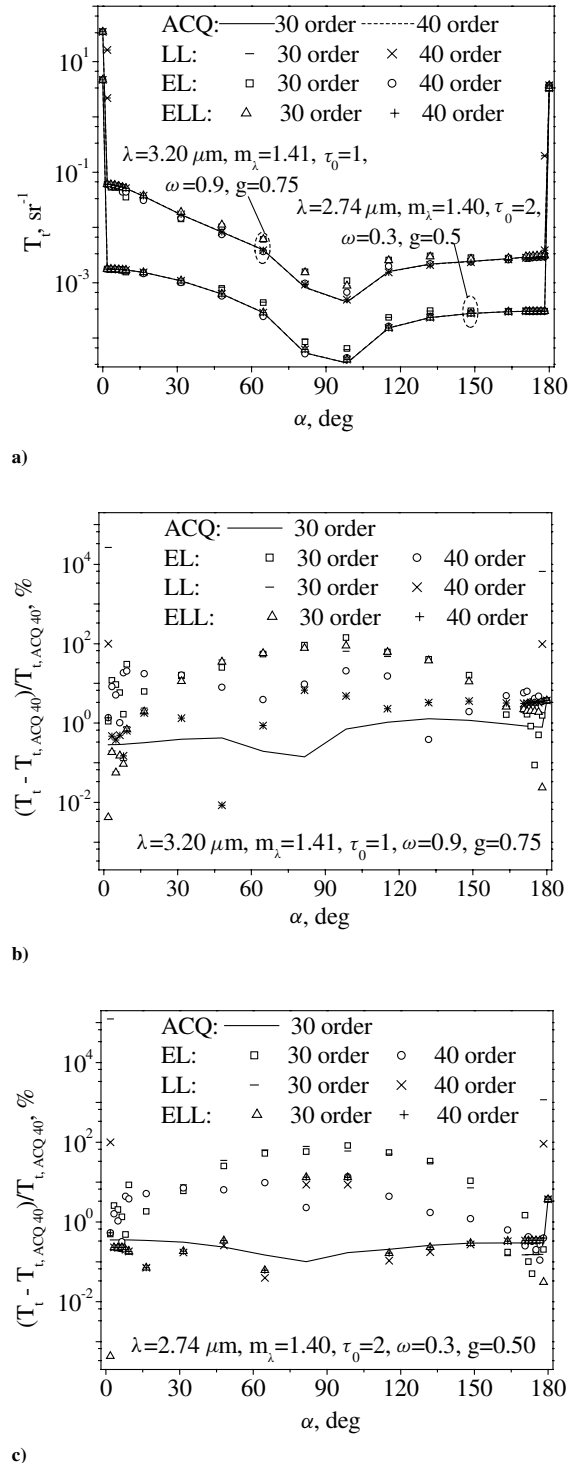 ACQ: 30 order 40 order
LL: 30 order 40 order
EL: 30 order 40 order
ELL: 30 order 40 order
λ=3.20 μm, m_λ=1.41, τ_0=1,
ω=0.9, g=0.75
λ=2.74 μm, m_λ=1.40, τ_0=2,
ω=0.3, g=0.5
T_t, sr^-1
10^1
10^-1
10^-3
0 30 60 90 120 150 180
α, deg
a)
ACQ: 30 order
EL: 30 order 40 order
LL: 30 order 40 order
ELL: 30 order 40 order
(T_t - T_t, ACQ 40)/T_t, ACQ 40, %
10^4
10^2
10^0
10^-2
λ=3.20 μm, m_λ=1.41, τ_0=1, ω=0.9, g=0.75
0 30 60 90 120 150 180
α, deg
b)
ACQ: 30 order
EL: 30 order 40 order
LL: 30 order 40 order
ELL: 30 order 40 order
(T_t - T_t, ACQ 40)/T_t, ACQ 40, %
10^4
10^2
10^0
10^-2
λ=2.74 μm, m_λ=1.40, τ_0=2, ω=0.3, g=0.50
0 30 60 90 120 150 180
α, deg
c)